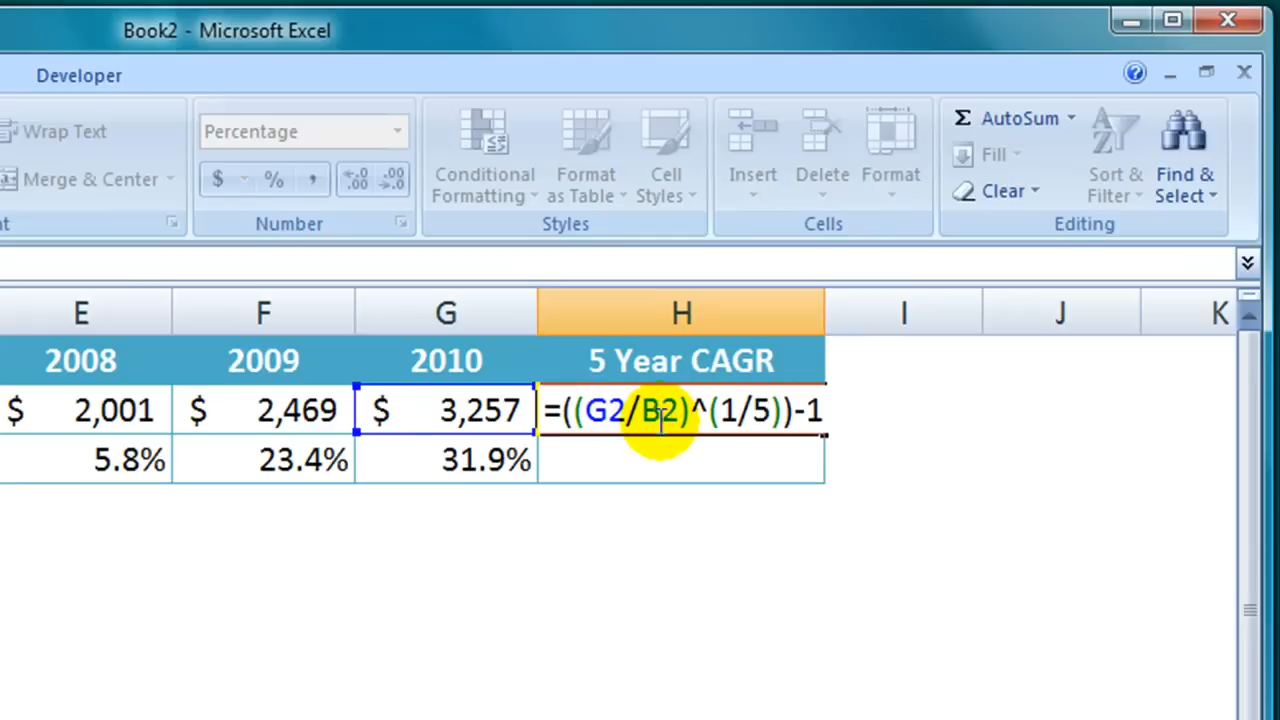 Book2 - Microsoft Excel
Developer
Wrap Text
Merge & Center
Percentage
$ % ,
Number
Conditional Formatting
Format as Table
Cell Styles
Styles
Insert
Delete
Format
Cells
Σ AutoSum
Fill
Clear
Sort & Filter
Find & Select
Editing
E F G H I J K
2008 2009 2010 5 Year CAGR
$ 2,001 $ 2,469 $ 3,257 =((G2/B2)^(1/5))-1
5.8% 23.4% 31.9%